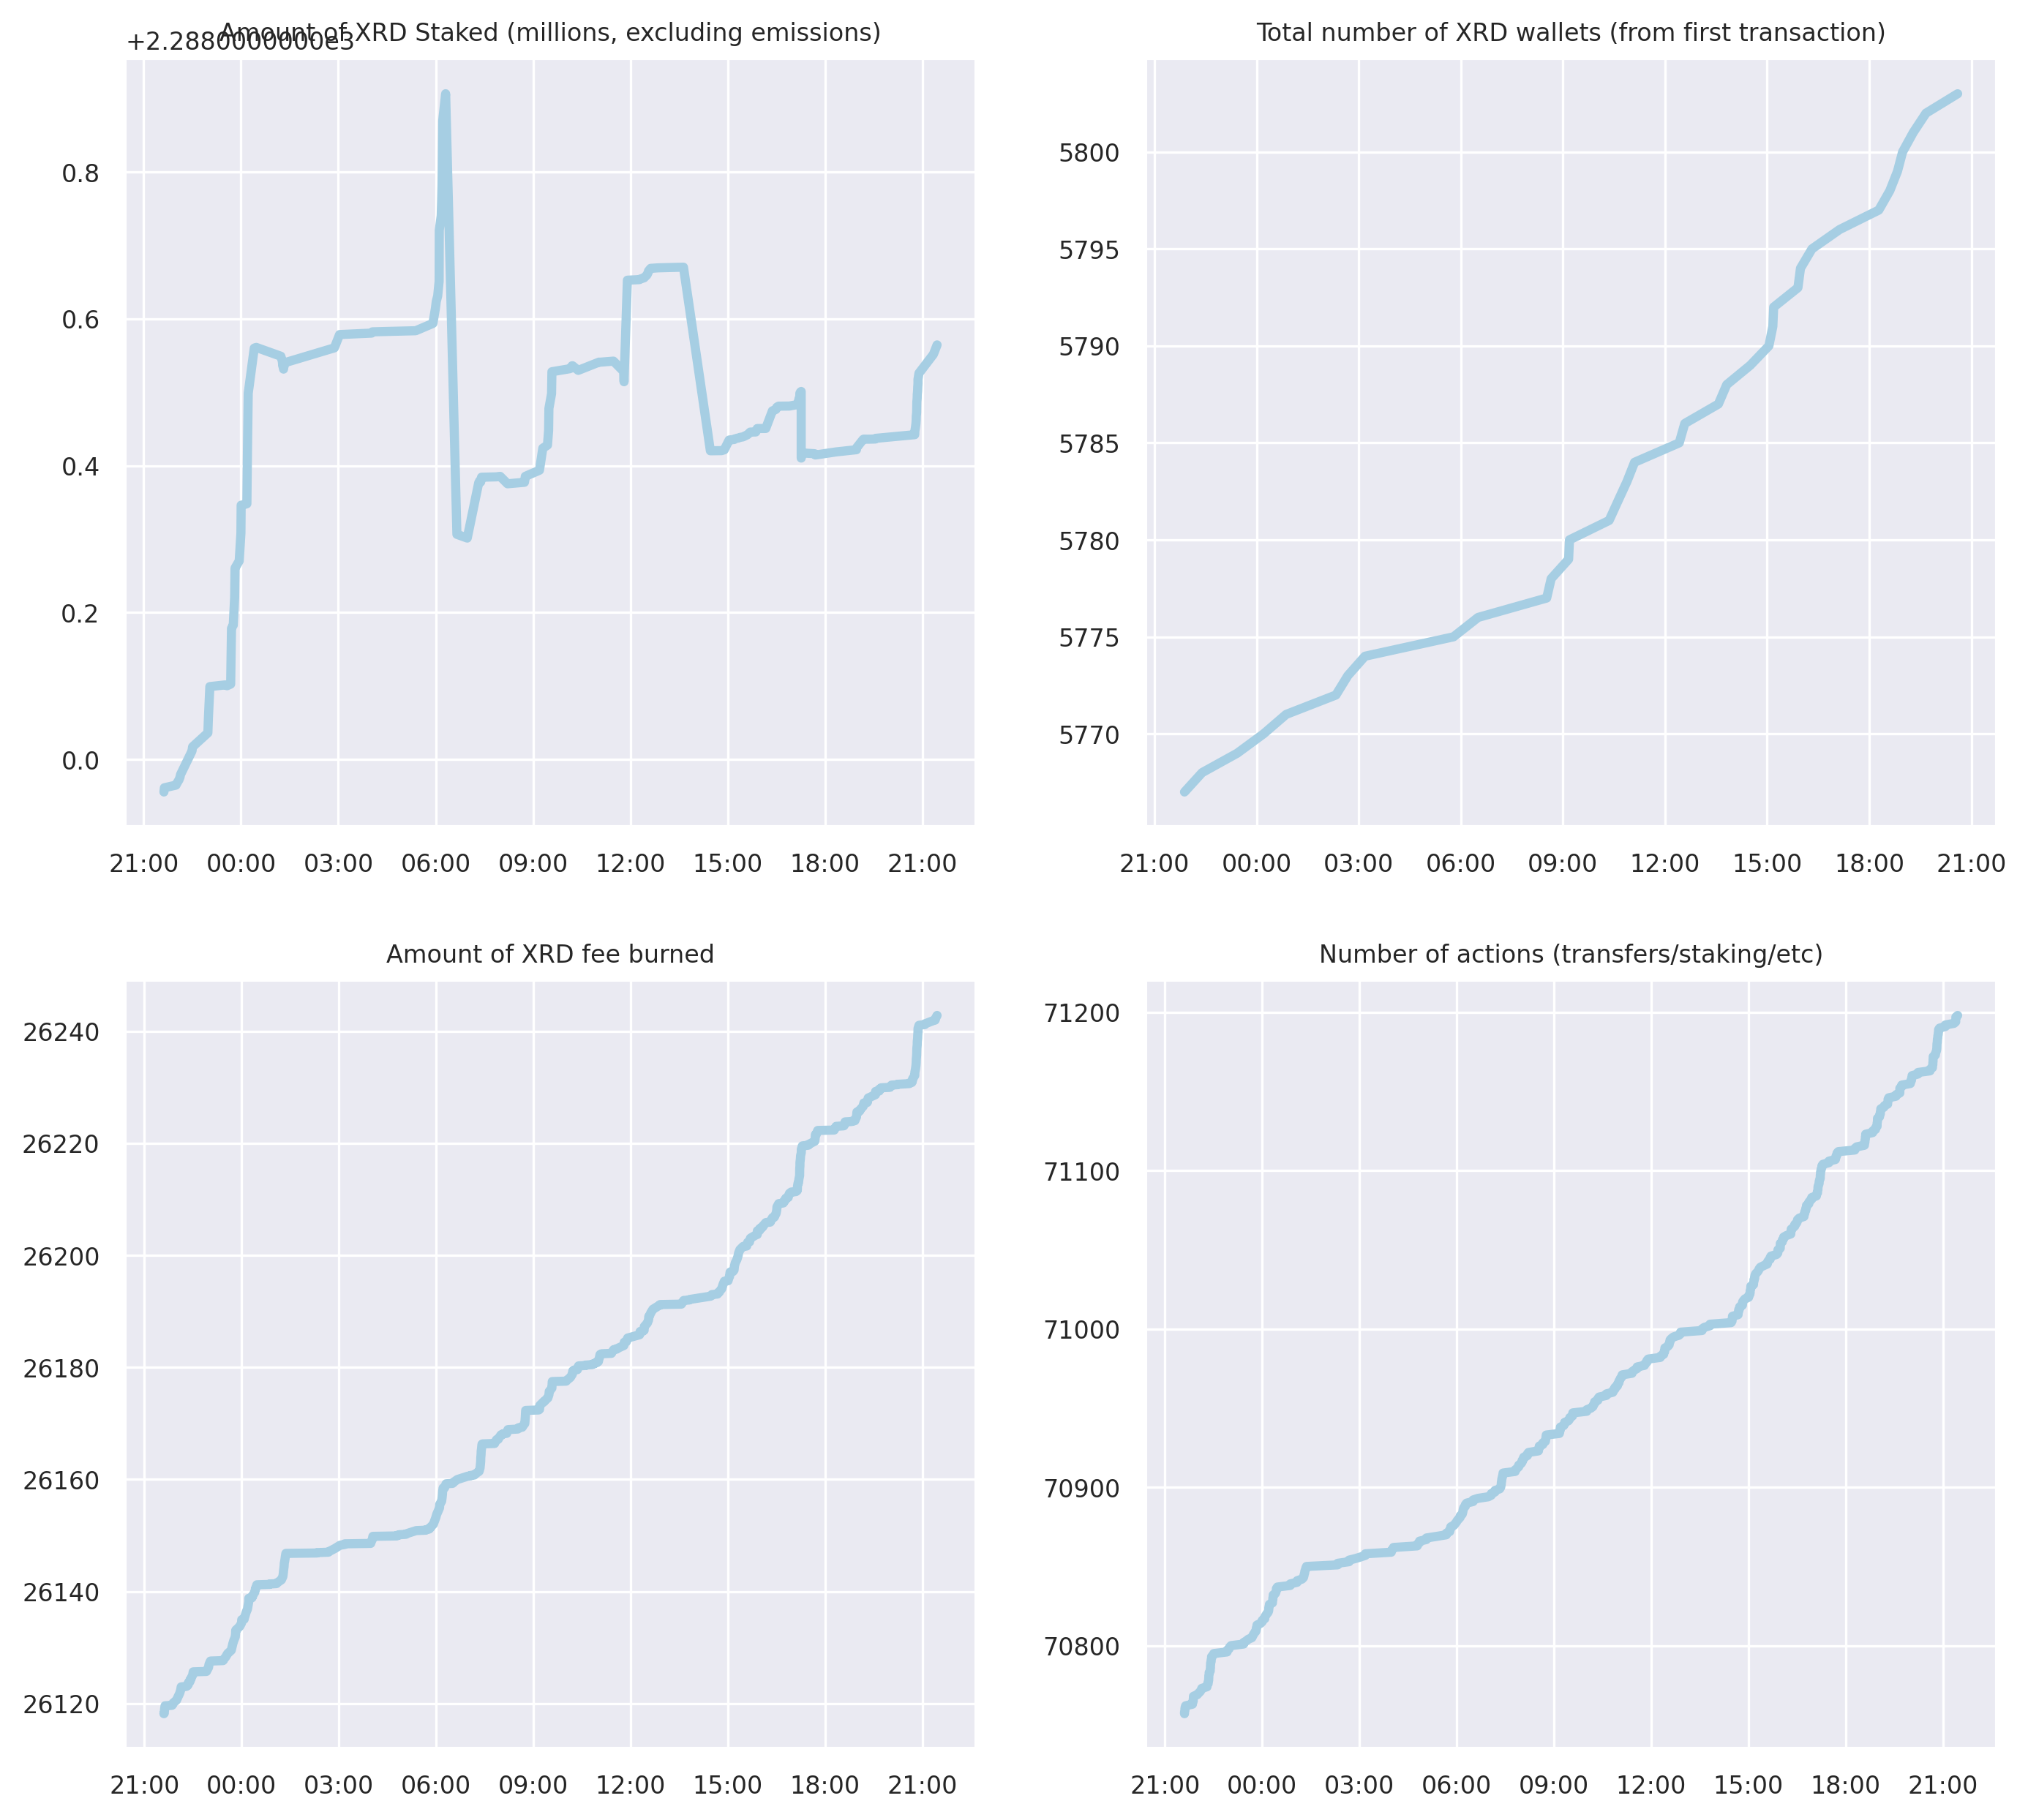 Amount of XRD Staked (millions, excluding emissions)
+2.2880000000e3
0.8
0.6
0.4
0.2
0.0
21:00 00:00 03:00 06:00 09:00 12:00 15:00 18:00 21:00
Total number of XRD wallets (from first transaction)
5800
5795
5790
5785
5780
5775
5770
21:00 00:00 03:00 06:00 09:00 12:00 15:00 18:00 21:00
Amount of XRD fee burned
26240
26220
26200
26180
26160
26140
26120
21:00 00:00 03:00 06:00 09:00 12:00 15:00 18:00 21:00
Number of actions (transfers/staking/etc)
71200
71100
71000
70900
70800
21:00 00:00 03:00 06:00 09:00 12:00 15:00 18:00 21:00